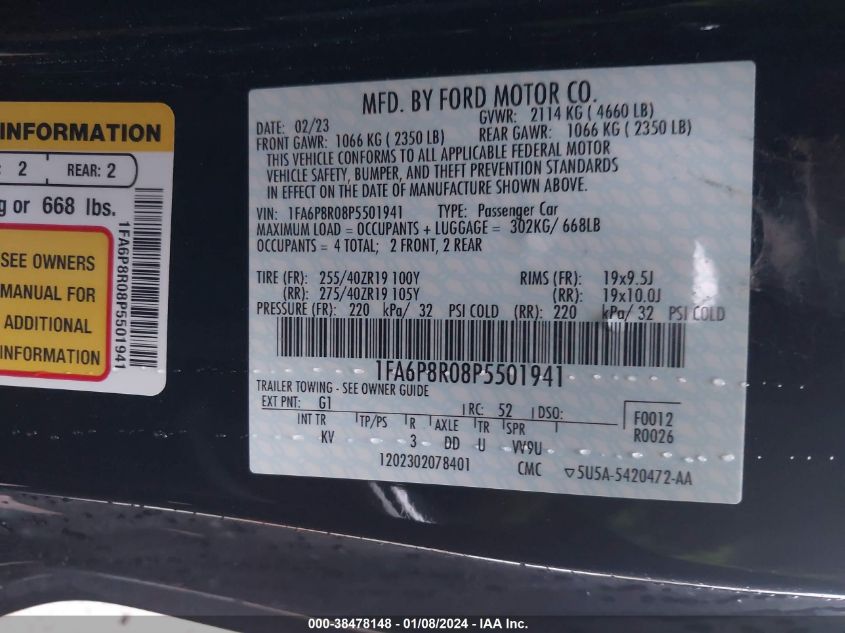 INFORMATION
2 REAR: 2
g or 668 lbs.
SEE OWNERS
MANUAL FOR
ADDITIONAL
INFORMATION
1FA6P8R08P5501941
MFD. BY FORD MOTOR CO.
DATE: 02/23 GVWR: 2114 KG ( 4660 LB)
FRONT GAWR: 1066 KG ( 2350 LB) REAR GAWR: 1066 KG ( 2350 LB)
THIS VEHICLE CONFORMS TO ALL APPLICABLE FEDERAL MOTOR
VEHICLE SAFETY, BUMPER, AND THEFT PREVENTION STANDARDS
IN EFFECT ON THE DATE OF MANUFACTURE SHOWN ABOVE.
VIN: 1FA6P8R08P5501941 TYPE: Passenger Car
MAXIMUM LOAD = OCCUPANTS + LUGGAGE = 302KG/ 668LB
OCCUPANTS = 4 TOTAL; 2 FRONT, 2 REAR
TIRE (FR): 255/40ZR19 100Y RIMS (FR): 19x9.5J
(RR): 275/40ZR19 105Y (RR): 19x10.0J
PRESSURE (FR): 220 kPa/ 32 PSI COLD (RR): 220 kPa/ 32 PSI COLD
1FA6P8R08P5501941
TRAILER TOWING - SEE OWNER GUIDE
EXT PNT: G1 RC: 52 DSO: F0012
INT TR TP/PS R AXLE TR SPR R0026
KV 3 DD U VV9U
1202302078401 CMC 5U5A-5420472-AA
000-38478148 - 01/08/2024 - IAA Inc.